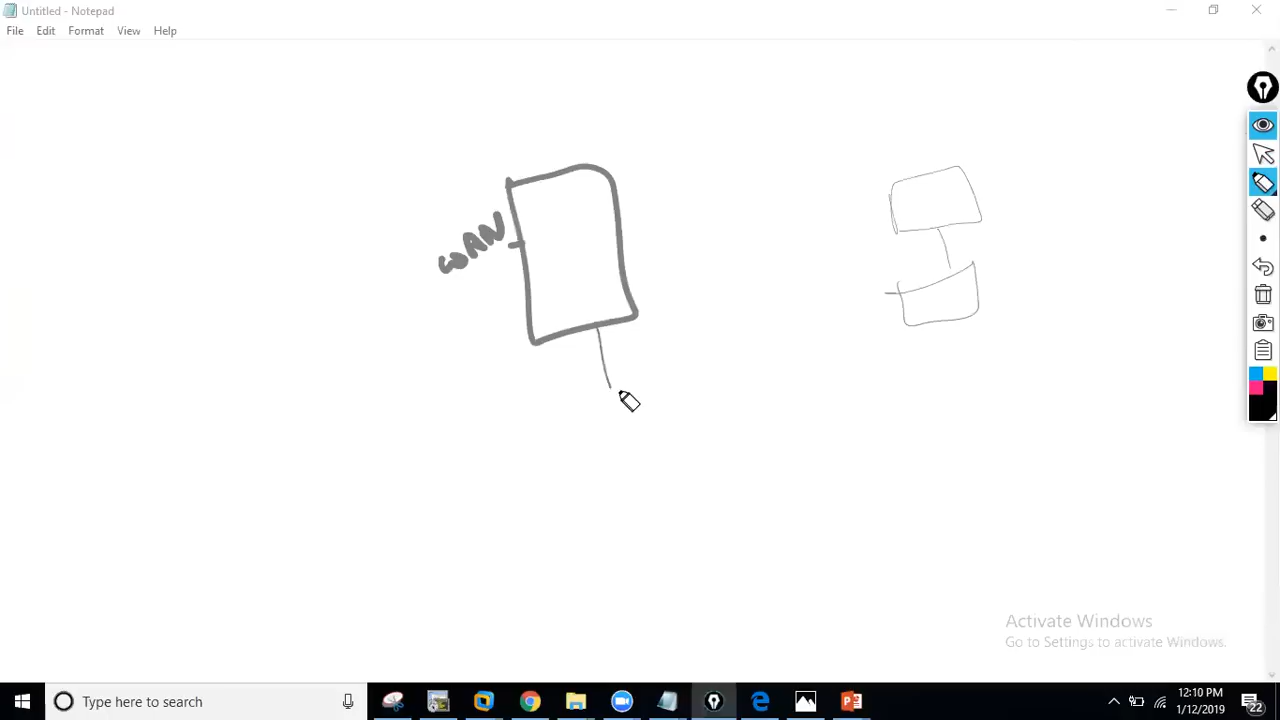 Untitled - Notepad
File Edit Format View Help
WAN
Activate Windows
Go to Settings to activate Windows.
Type here to search
12:10 PM
1/12/2019
22